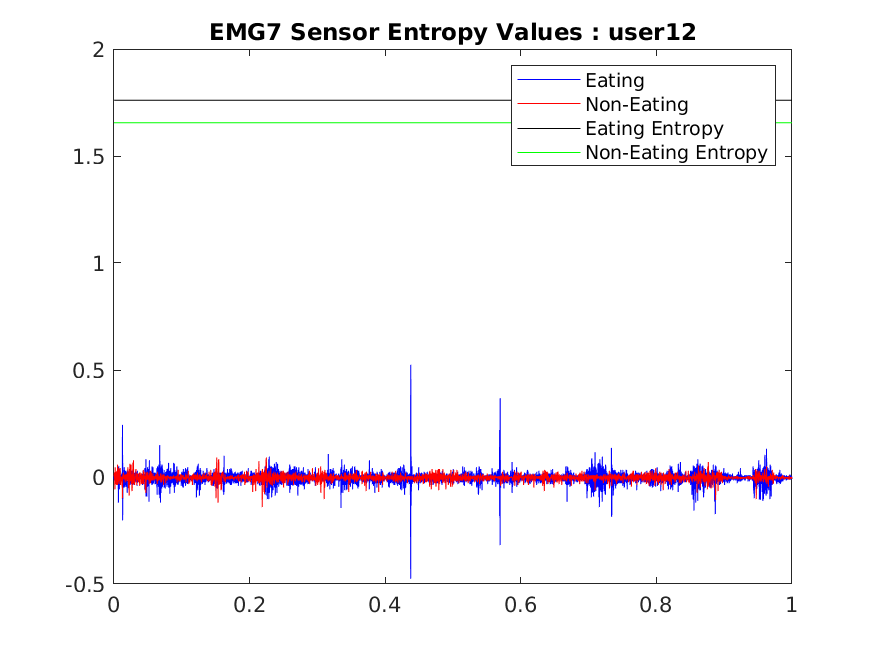 EMG7 Sensor Entropy Values : user12
2
1.5
1
0.5
0
-0.5
0
0.2
0.4
0.6
0.8
1
Eating
Non-Eating
Eating Entropy
Non-Eating Entropy